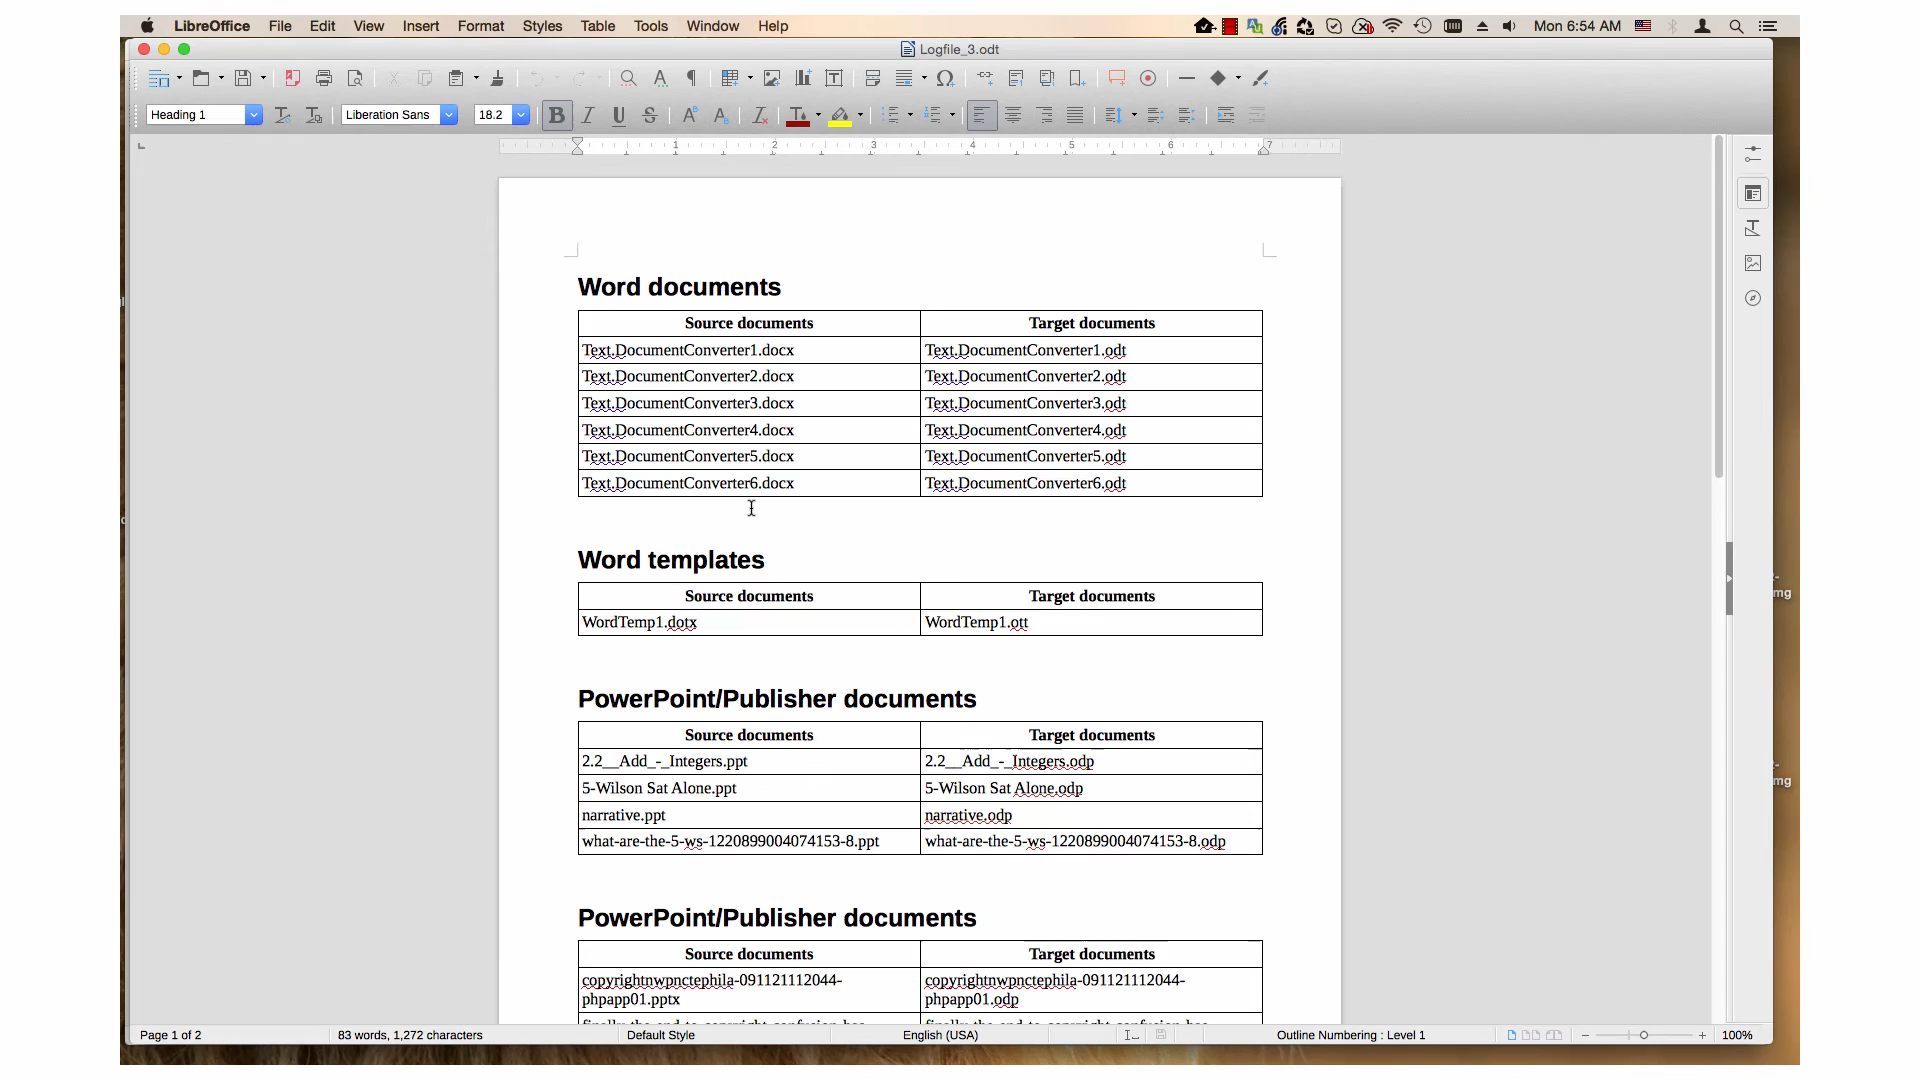 LibreOffice File Edit View Insert Format Styles Table Tools Window Help Mon 6:54 AM
Logfile_3.odt
Heading 1 Liberation Sans 18.2
1 2 3 4 5 6 7
Word documents
Source documents Target documents
Text.DocumentConverter1.docx Text.DocumentConverter1.odt
Text.DocumentConverter2.docx Text.DocumentConverter2.odt
Text.DocumentConverter3.docx Text.DocumentConverter3.odt
Text.DocumentConverter4.docx Text.DocumentConverter4.odt
Text.DocumentConverter5.docx Text.DocumentConverter5.odt
Text.DocumentConverter6.docx Text.DocumentConverter6.odt
Word templates
Source documents Target documents
WordTemp1.dotx WordTemp1.ott
PowerPoint/Publisher documents
Source documents Target documents
2.2__Add_-_Integers.ppt 2.2__Add_-_Integers.odp
5-Wilson Sat Alone.ppt 5-Wilson Sat Alone.odp
narrative.ppt narrative.odp
what-are-the-5-ws-1220899004074153-8.ppt what-are-the-5-ws-1220899004074153-8.odp
PowerPoint/Publisher documents
Source documents Target documents
copyrightnwpnctephila-091121112044- copyrightnwpnctephila-091121112044-
phpapp01.pptx phpapp01.odp
Page 1 of 2 83 words, 1,272 characters Default Style English (USA) Outline Numbering : Level 1 100%